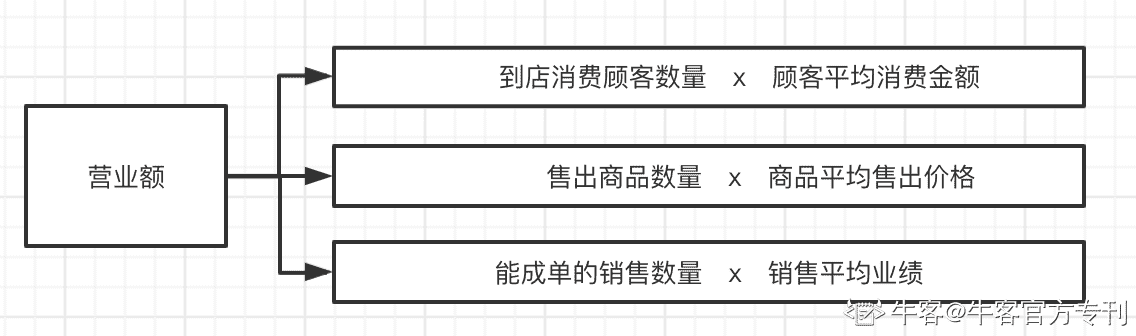 到店消费顾客数量 x 顾客平均消费金额
营业额
售出商品数量 x 商品平均售出价格
能成单的销售数量 x 销售平均业绩
牛客@牛客官方专刊